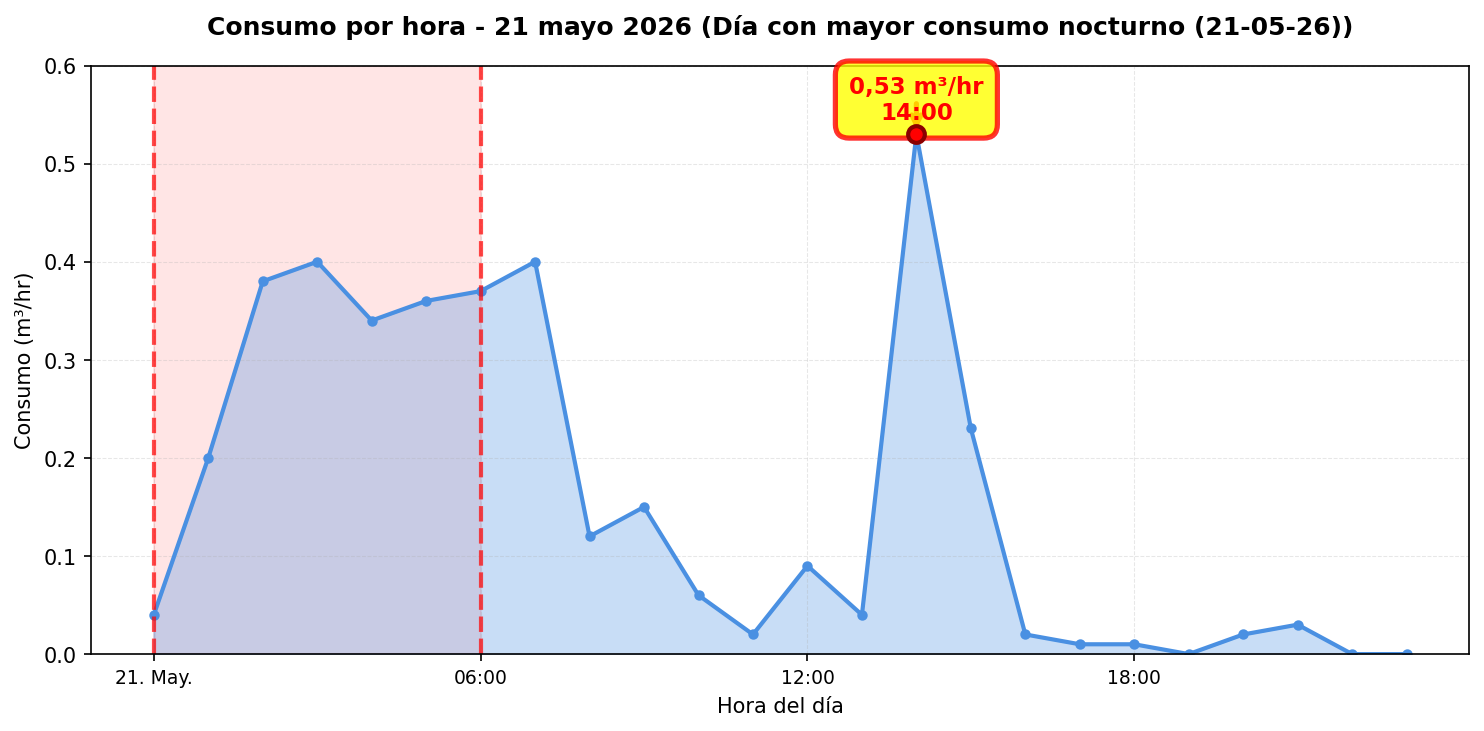 Consumo por hora - 21 mayo 2026 (Día con mayor consumo nocturno (21-05-26))
0,53 m³/hr
14:00
Consumo (m³/hr)
0.6
0.5
0.4
0.3
0.2
0.1
0.0
21. May.
06:00
12:00
18:00
Hora del día